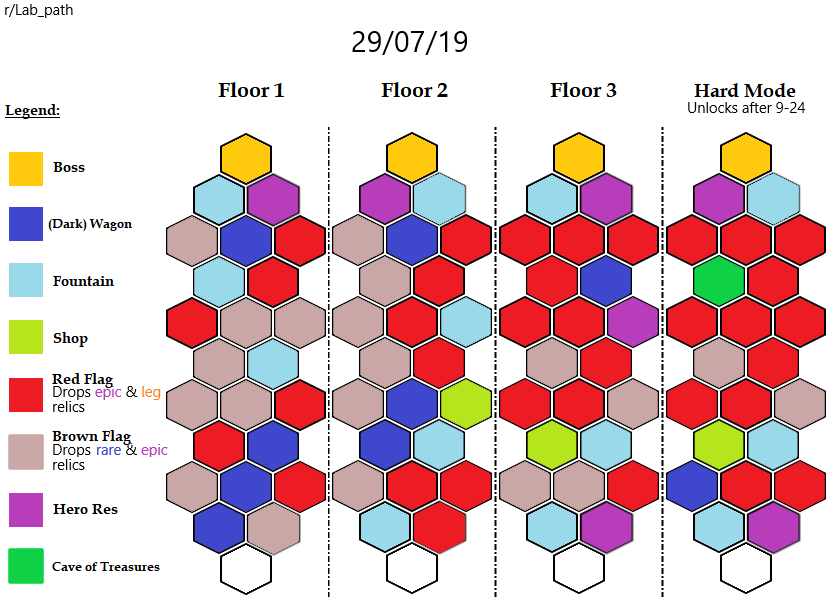 r/Lab_path
29/07/19
Floor 1
Floor 2
Floor 3
Hard Mode
Unlocks after 9-24
Legend:
Boss
(Dark) Wagon
Fountain
Shop
Red Flag
Drops epic & leg
relics
Brown Flag
Drops rare & epic
relics
Hero Res
Cave of Treasures